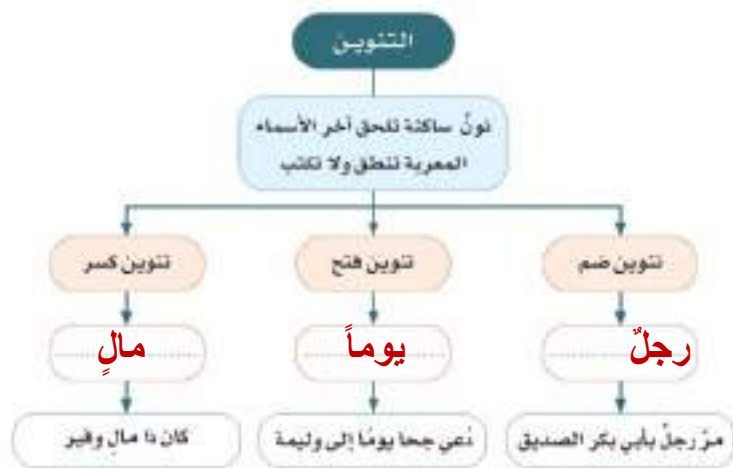 التنوين
نونٌ ساكنة تلحق آخر الأسماء
المعربة تنطق ولا تكتب
تنوين ضم
تنوين فتح
تنوين كسر
رجلٌ
يوماً
مالٍ
مرّ رجلٌ بأبي بكر الصديق
دُعي جحا يومًا إلى وليمة
كان ذا مالٍ وفير